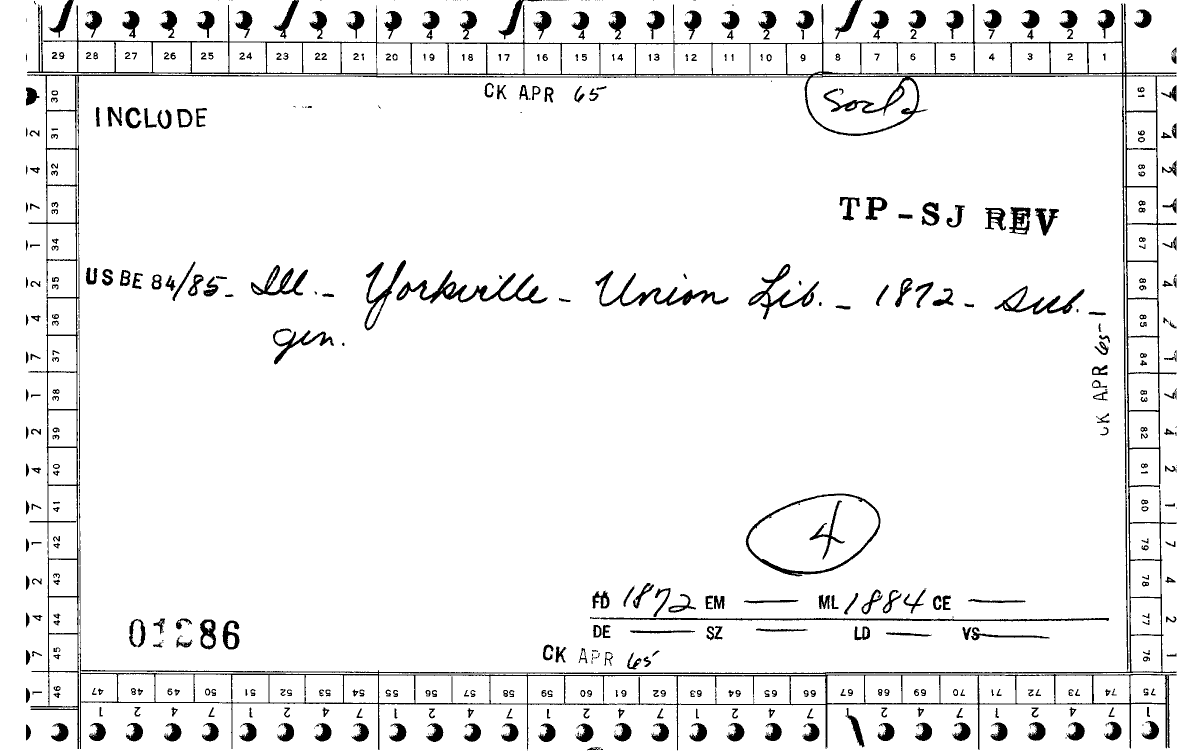 7 4 2 1 7 4 2 1 7 4 2 1 7 4 2 1 7 4 2 1 7 4 2 1 7 4 2 1
29 28 27 26 25 24 23 22 21 20 19 18 17 16 15 14 13 12 11 10 9 8 7 6 5 4 3 2 1
CK APR 65
INCLUDE
TP-SJ REV
USBE 84/85- Ill. - Yorkville - Union Lib. - 1872 - sub. -
gen.
CK APR 65
4
FD 1872 EM — ML 1884 CE —
DE — SZ — LD — VS —
01286
CK APR 65
30 31 32 33 34 35 36 37 38 39 40 41 42 43 44 45 46
91 90 89 88 87 86 85 84 83 82 81 80 79 78 77 76 75
47 48 49 50 51 52 53 54 55 56 57 58 59 60 61 62 63 64 65 66 67 68 69 70 71 72 73 74 75
1 2 4 7 1 2 4 7 1 2 4 7 1 2 4 7 1 2 4 7 1 2 4 7 1 2 4 7 1